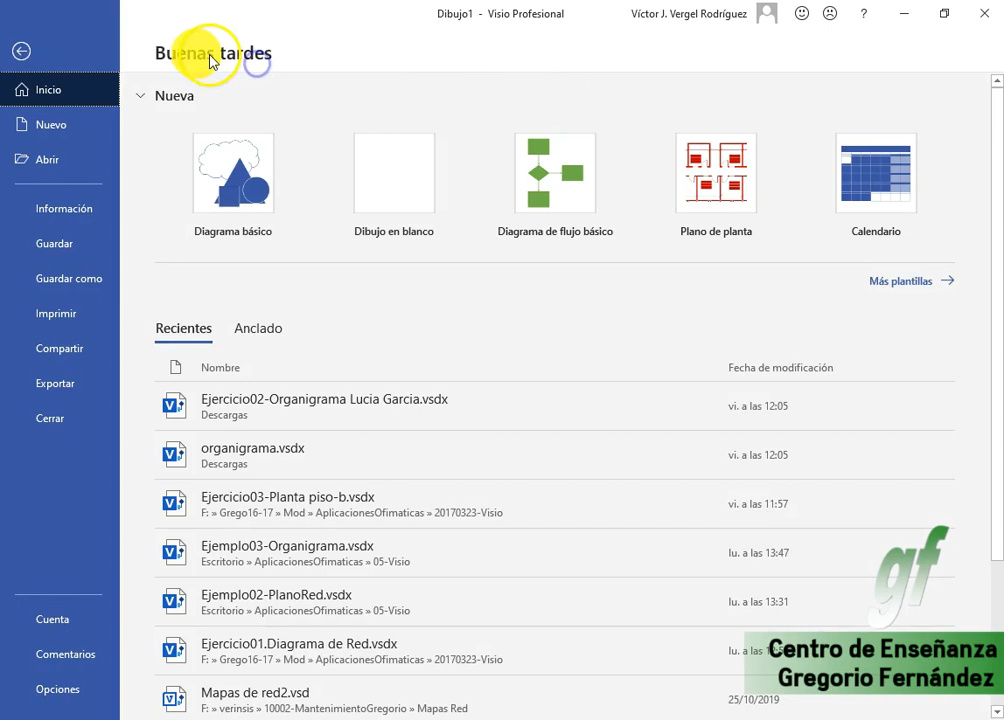 Dibujo1 - Visio Profesional
Víctor J. Vergel Rodríguez
?
Buenas tardes
Inicio
Nuevo
Abrir
Información
Guardar
Guardar como
Imprimir
Compartir
Exportar
Cerrar
Cuenta
Comentarios
Opciones
Nueva
Diagrama básico
Dibujo en blanco
Diagrama de flujo básico
Plano de planta
Calendario
Más plantillas
Recientes
Anclado
Nombre
Fecha de modificación
Ejercicio02-Organigrama Lucia Garcia.vsdx
Descargas
vi. a las 12:05
organigrama.vsdx
Descargas
vi. a las 12:05
Ejercicio03-Planta piso-b.vsdx
F: » Grego16-17 » Mod » AplicacionesOfimaticas » 20170323-Visio
vi. a las 11:57
Ejemplo03-Organigrama.vsdx
Escritorio » AplicacionesOfimaticas » 05-Visio
lu. a las 13:47
Ejemplo02-PlanoRed.vsdx
Escritorio » AplicacionesOfimaticas » 05-Visio
lu. a las 13:31
Ejercicio01.Diagrama de Red.vsdx
F: » Grego16-17 » Mod » AplicacionesOfimaticas » 20170323-Visio
lu. a las
Mapas de red2.vsd
F: » verinsis » 10002-MantenimientoGregorio » Mapas Red
25/10/2019
gf
Centro de Enseñanza
Gregorio Fernández